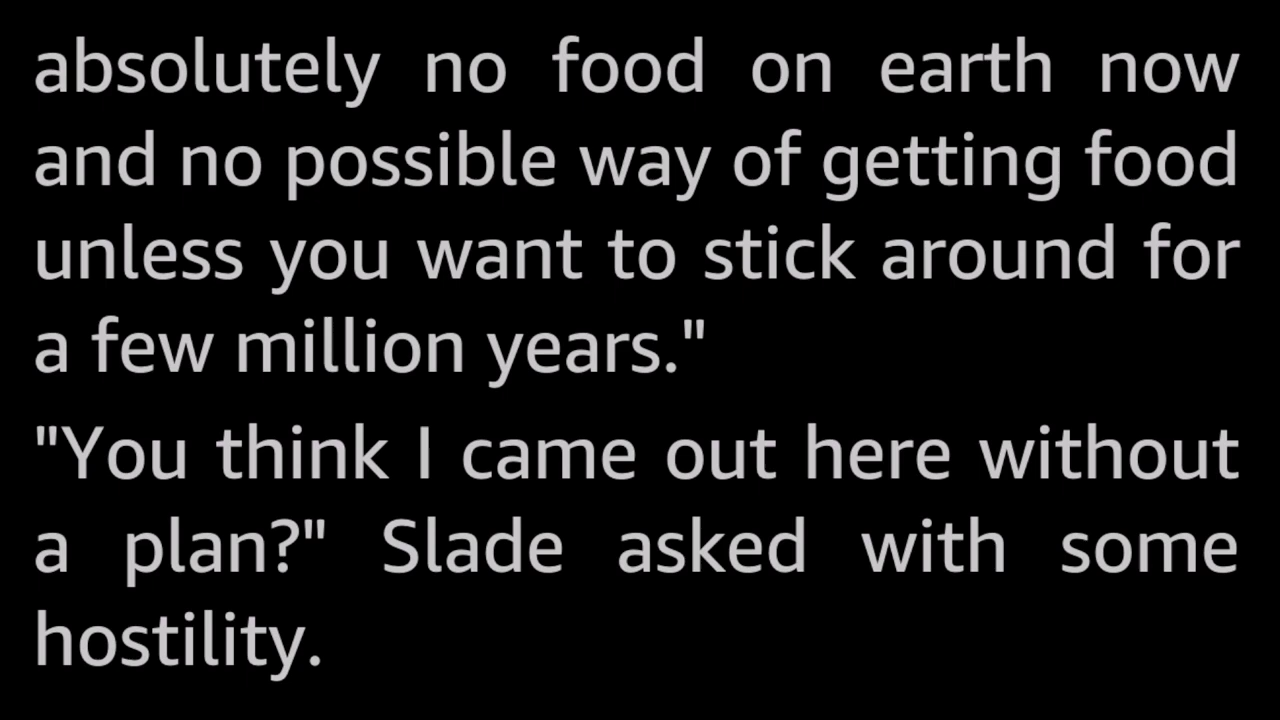 absolutely no food on earth now
and no possible way of getting food
unless you want to stick around for
a few million years."
"You think I came out here without
a plan?" Slade asked with some
hostility.